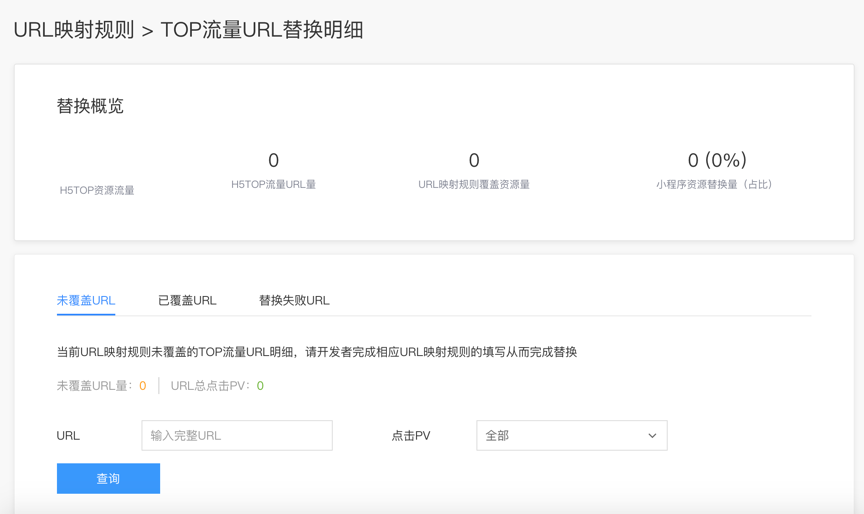 URL映射规则 > TOP流量URL替换明细
替换概览
0 0 0 (0%)
H5TOP资源流量 H5TOP流量URL量 URL映射规则覆盖资源量 小程序资源替换量（占比）
未覆盖URL 已覆盖URL 替换失败URL
当前URL映射规则未覆盖的TOP流量URL明细，请开发者完成相应URL映射规则的填写从而完成替换
未覆盖URL量：0 URL总点击PV：0
URL 输入完整URL 点击PV 全部
查询